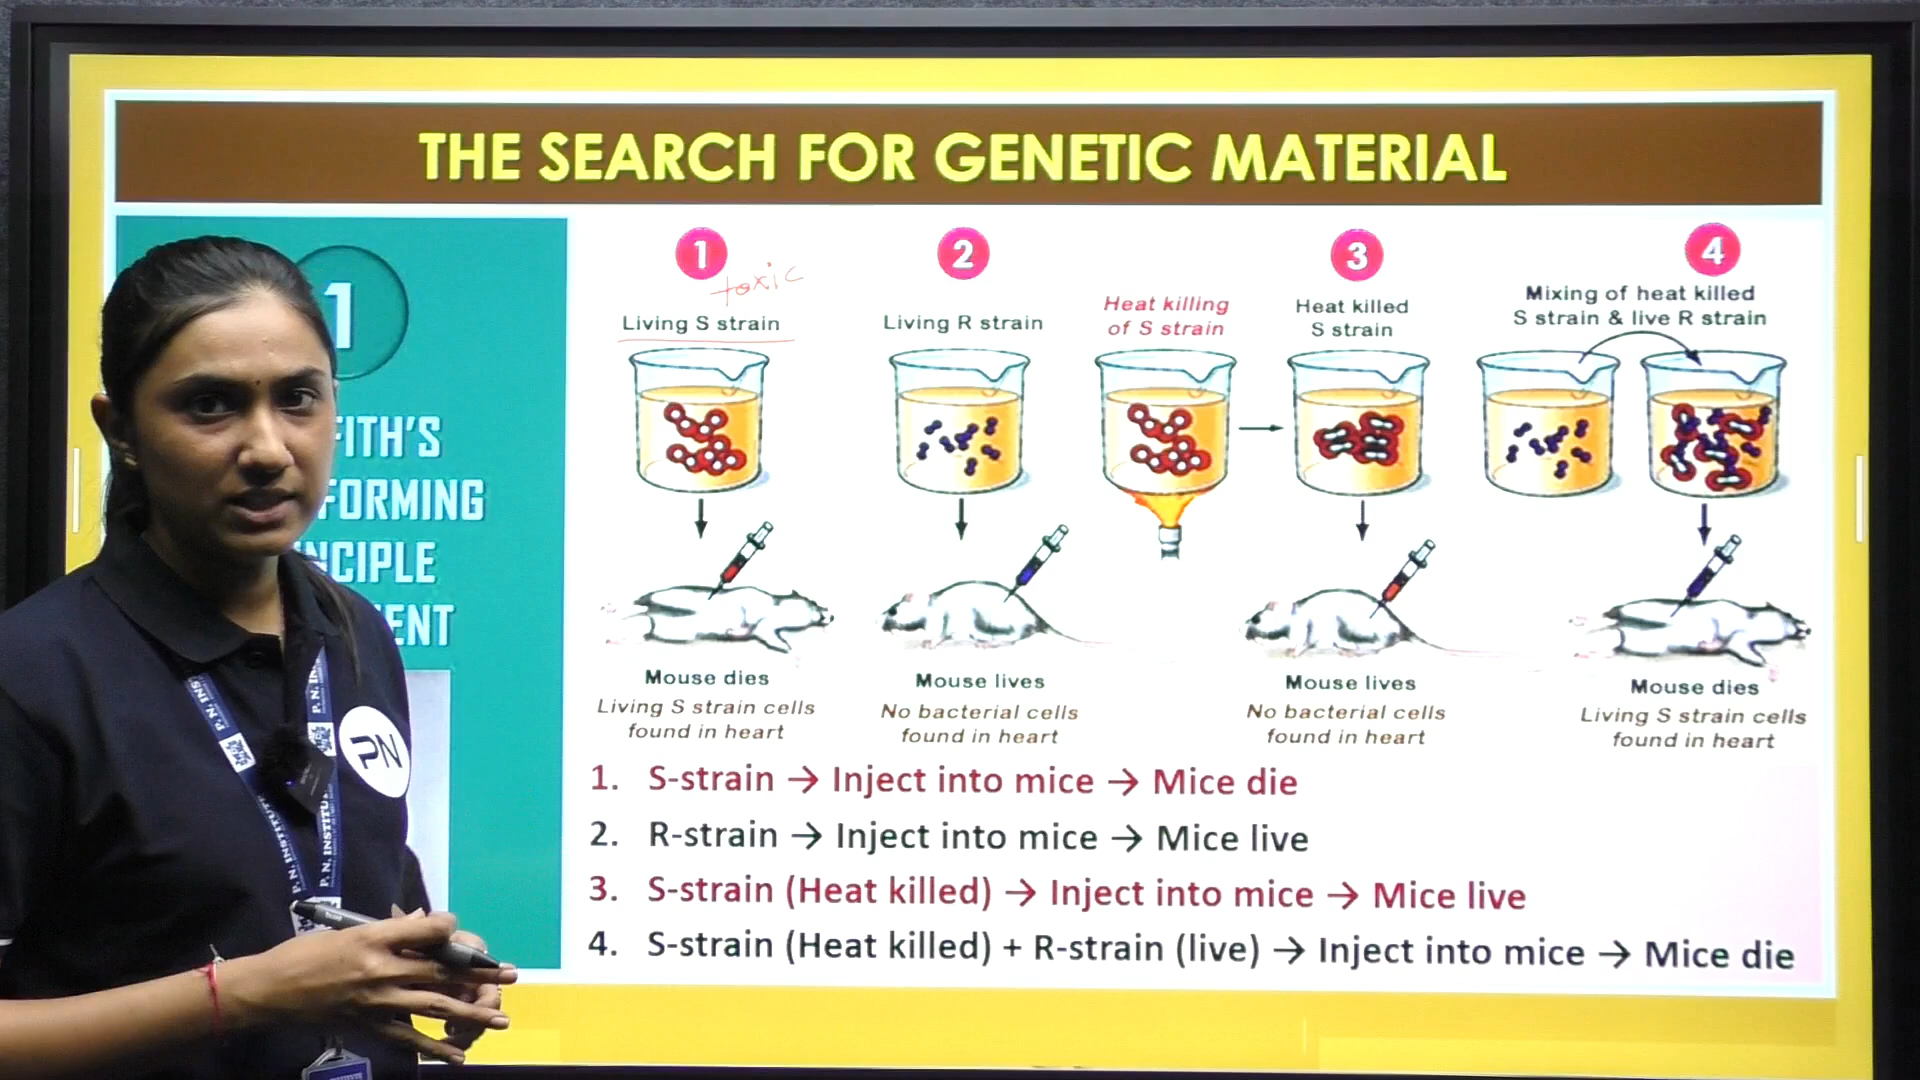 THE SEARCH FOR GENETIC MATERIAL
1
FITH'S
FORMING
NCIPLE
ENT
1
toxic
Living S strain
2
Living R strain
Heat killing
of S strain
3
Heat killed
S strain
4
Mixing of heat killed
S strain & live R strain
Mouse dies
Living S strain cells
found in heart
Mouse lives
No bacterial cells
found in heart
Mouse lives
No bacterial cells
found in heart
Mouse dies
Living S strain cells
found in heart
1. S-strain → Inject into mice → Mice die
2. R-strain → Inject into mice → Mice live
3. S-strain (Heat killed) → Inject into mice → Mice live
4. S-strain (Heat killed) + R-strain (live) → Inject into mice → Mice die
PN
P. N. INS
P. N. IN
P. N. INSTITUTE
P. N. INSTITU